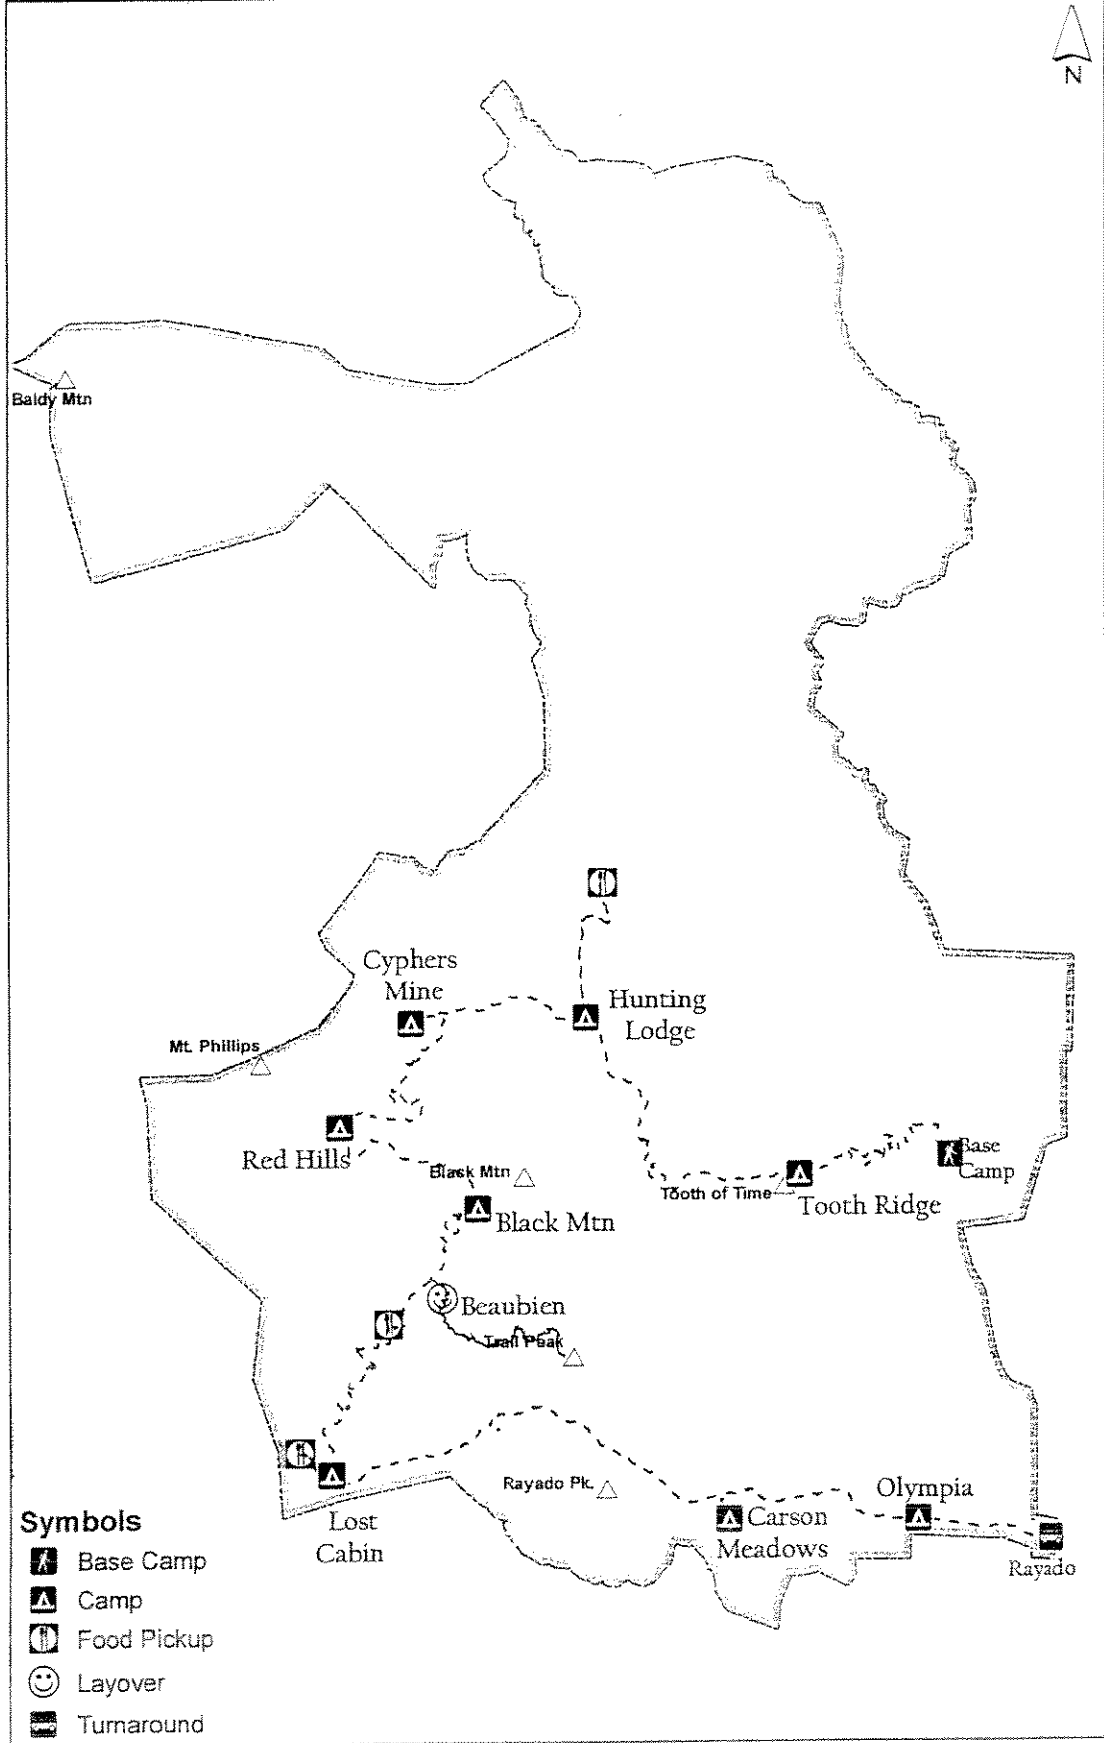 N
Baldy Mtn
Cyphers
Mine
Hunting
Lodge
Mt. Phillips
Red Hills
Black Mtn
Base
Camp
Tooth of Time
Tooth Ridge
Black Mtn
Beaubien
Trail Peak
Rayado Pk.
Olympia
Carson
Meadows
Lost
Cabin
Rayado
Symbols
Base Camp
Camp
Food Pickup
Layover
Turnaround